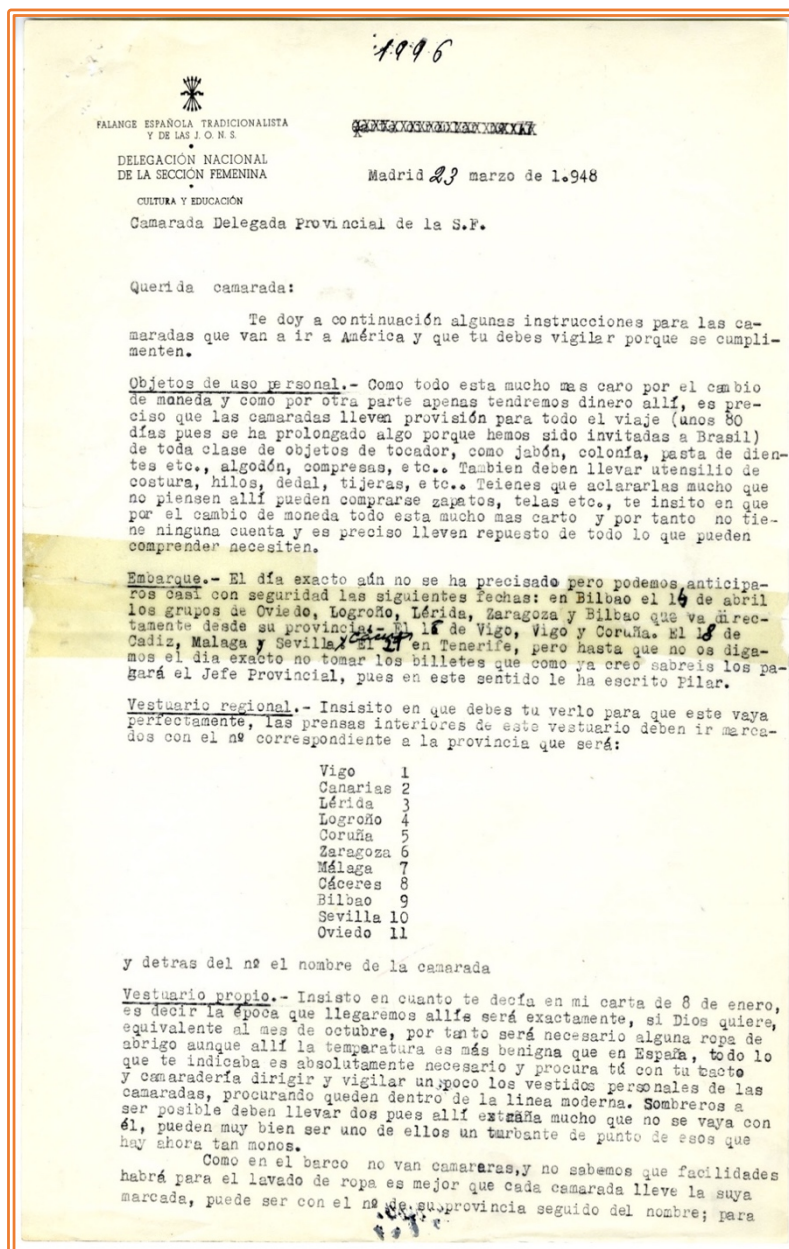 1996
FALANGE ESPAÑOLA TRADICIONALISTA
Y DE LAS J. O. N. S.
•
DELEGACIÓN NACIONAL
DE LA SECCIÓN FEMENINA
•
CULTURA Y EDUCACIÓN
Madrid 23 marzo de 1.948
Camarada Delegada Provincial de la S.F.
Querida camarada:
Te doy a continuación algunas instrucciones para las ca-
maradas que van a ir a América y que tu debes vigilar porque se cumpli-
menten.
Objetos de uso personal.- Como todo esta mucho mas caro por el cambio
de moneda y como por otra parte apenas tendremos dinero allí, es pre-
ciso que las camaradas lleven provisión para todo el viaje (unos 80
días pues se ha prolongado algo porque hemos sido invitadas a Brasil)
de toda clase de objetos de tocador, como jabón, colonía, pasta de dien-
tes etc., algodón, compresas, etc.. Tambien deben llevar utensilio de
costura, hilos, dedal, tijeras, etc.. Teienes que aclararlas mucho que
no piensen allí pueden comprarse zapatos, telas etc., te insito en que
por el cambio de moneda todo esta mucho mas carto y por tanto no tie-
ne ninguna cuenta y es preciso lleven repuesto de todo lo que pueden
comprender necesiten.
Embarque.- El día exacto aún no se ha precisado pero podemos anticipa-
ros casi con seguridad las siguientes fechas: en Bilbao el de abril
los grupos de Oviedo, Logroño, Lérida, Zaragoza y Bilbao que va direc-
tamente desde su provincia.- El de Vigo, Vigo y Coruña. El 18 de
Cadiz, Malaga y Sevilla y El en Tenerife, pero hasta que no os diga-
mos el dia exacto no tomar los billetes que como ya creo sabreis los pa-
gará el Jefe Provincial, pues en este sentido le ha escrito Pilar.
Vestuario regional.- Insisito en que debes tu verlo para que este vaya
perfectamente, las prensas interiores de este vestuario deben ir marca-
dos con el nº correspondiente a la provincia que será:
Vigo 1
Canarias 2
Lérida 3
Logroño 4
Coruña 5
Zaragoza 6
Málaga 7
Cáceres 8
Bilbao 9
Sevilla 10
Oviedo 11
y detras del nº el nombre de la camarada
Vestuario propio.- Insisto en cuanto te decía en mi carta de 8 de enero,
es decir la época que llegaremos allís será exactamente, si Dios quiere,
equivalente al mes de octubre, por tanto será necesario alguna ropa de
abrigo aunque allí la temperatura es más benigna que en España, todo lo
que te indicaba es absolutamente necesario y procura tú con tu tacto
y camaradería dirigir y vigilar un poco los vestidos personales de las
camaradas, procurando queden dentro de la linea moderna. Sombreros a
ser posible deben llevar dos pues allí extraña mucho que no se vaya con
él, pueden muy bien ser uno de ellos un turbante de punto de esos que
hay ahora tan monos.
Como en el barco no van camararas,y no sabemos que facilidades
habrá para el lavado de ropa es mejor que cada camarada lleve la suya
marcada, puede ser con el nº de su provincia seguido del nombre; para